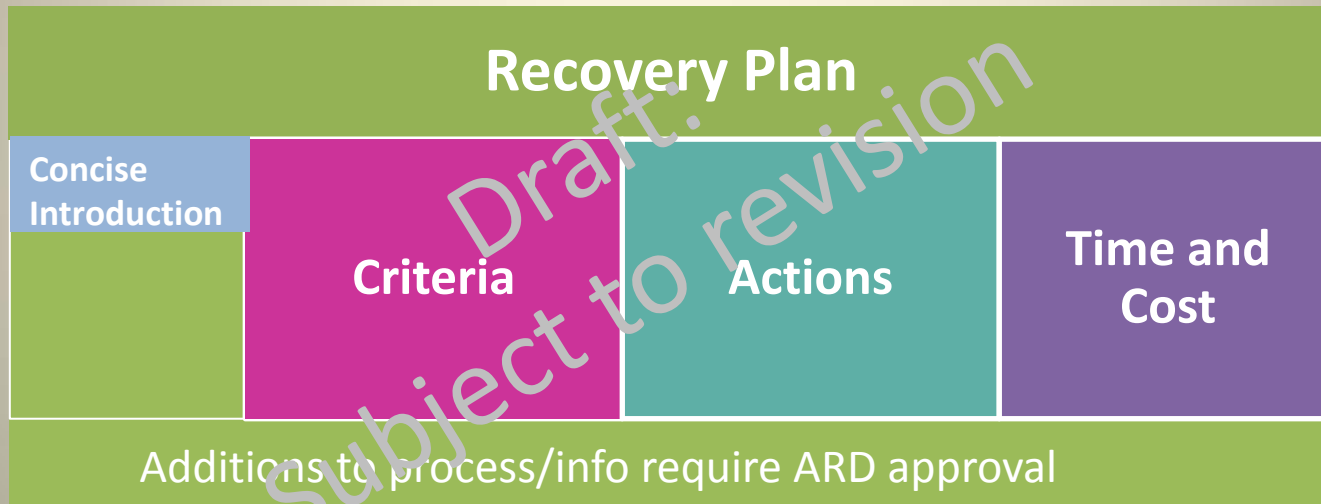 Recovery Plan
Concise
Introduction
Criteria
Actions
Time and
Cost
Additions to process/info require ARD approval
Draft:
Subject to revision